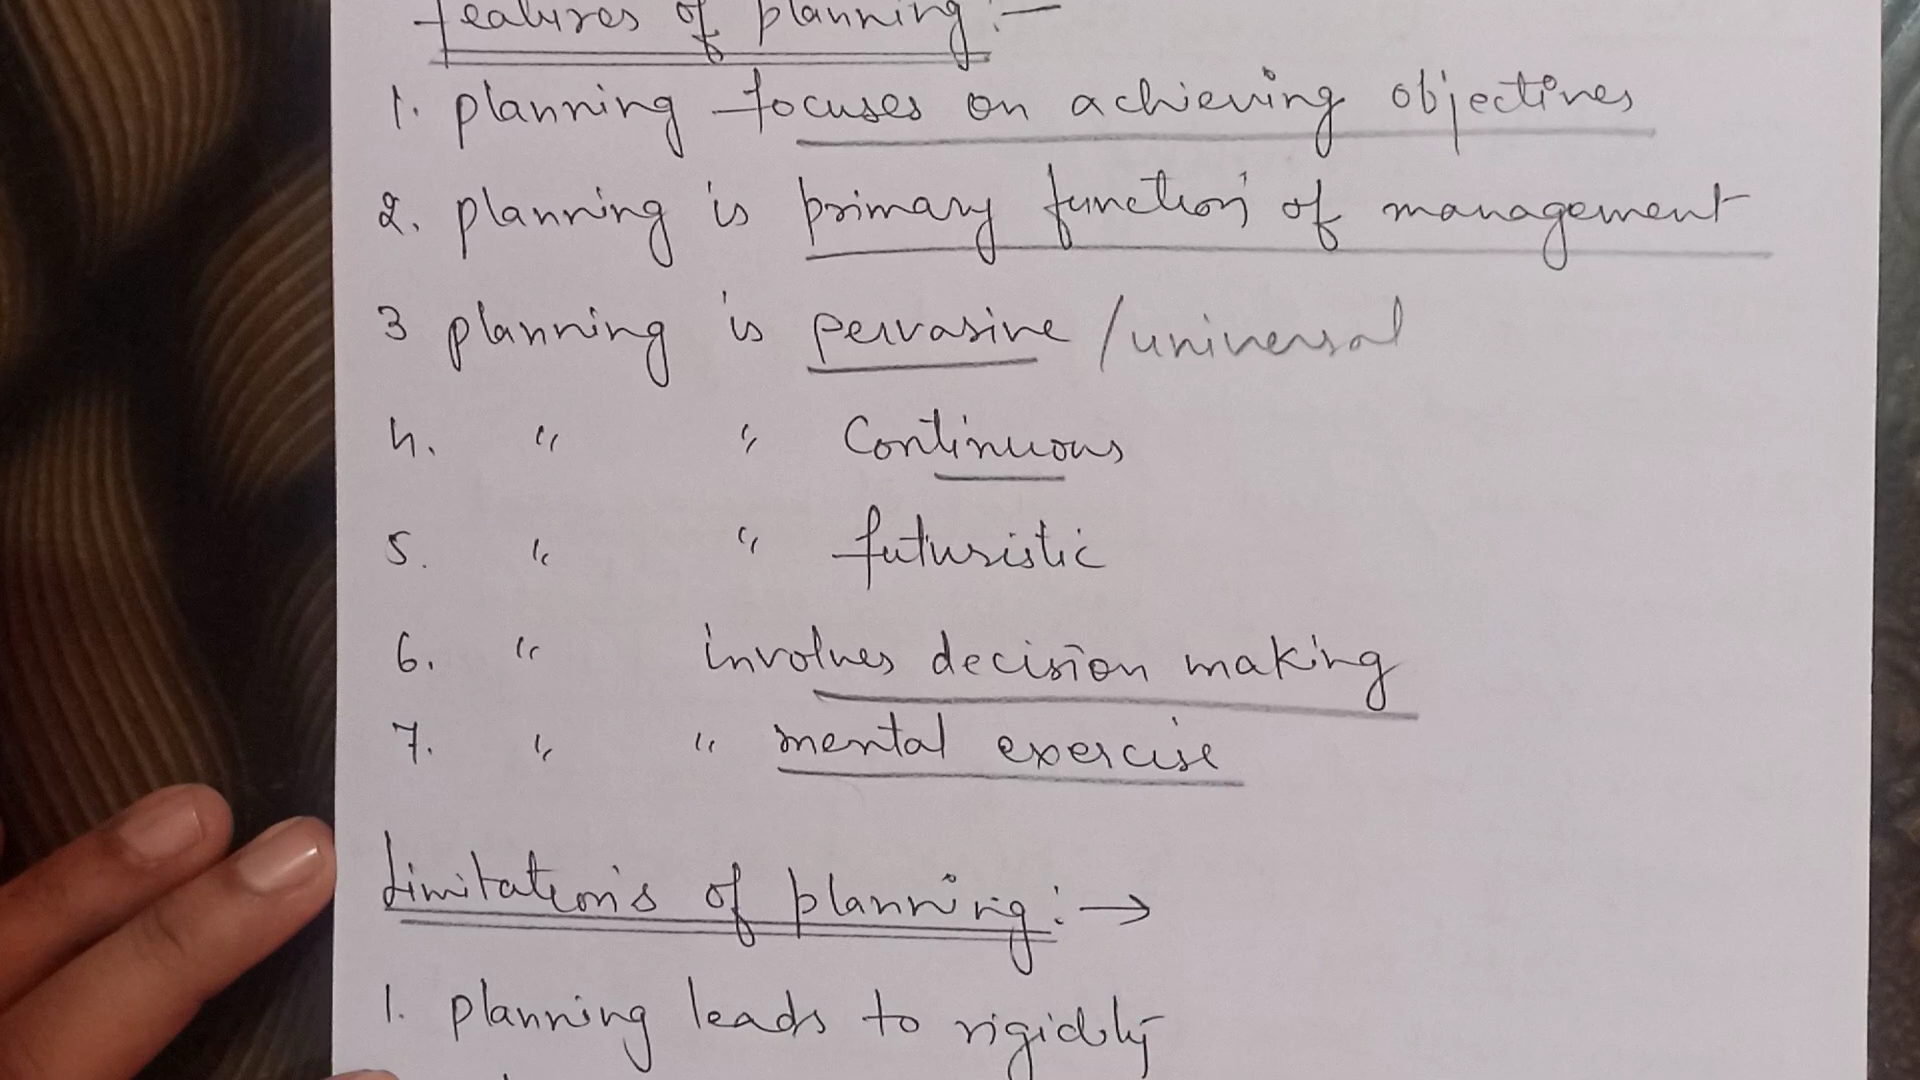 features of planning :-
1. planning focuses on achieving objectives
2. planning is primary function of management
3 planning is pervasive / universal
4. " " Continuous
5. " " futuristic
6. " involves decision making
7. " " mental exercise
Limitations of planning : →
1. planning leads to rigidity